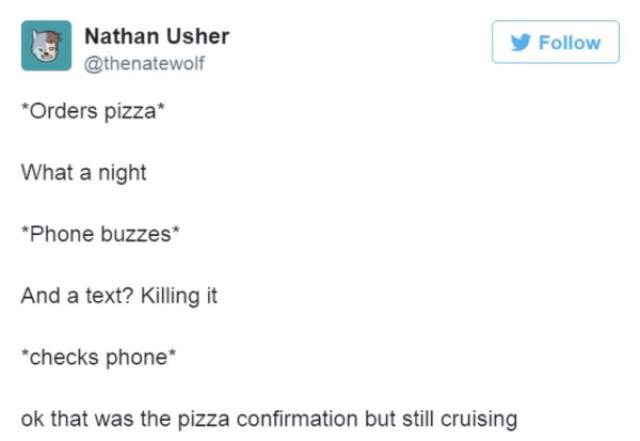 Nathan Usher
@thenatewolf
Follow
*Orders pizza*
What a night
*Phone buzzes*
And a text? Killing it
*checks phone*
ok that was the pizza confirmation but still cruising